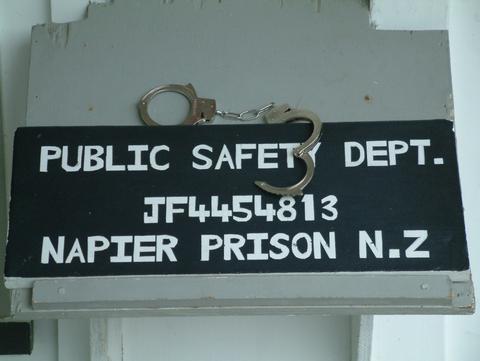 PUBLIC SAFETY DEPT.
JF4454813
NAPIER PRISON N.Z